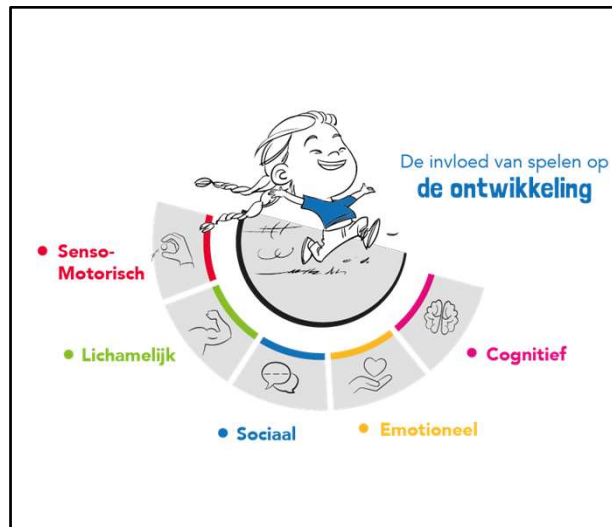 De invloed van spelen op
de ontwikkeling
Senso-
Motorisch
Lichamelijk
Sociaal
Emotioneel
Cognitief